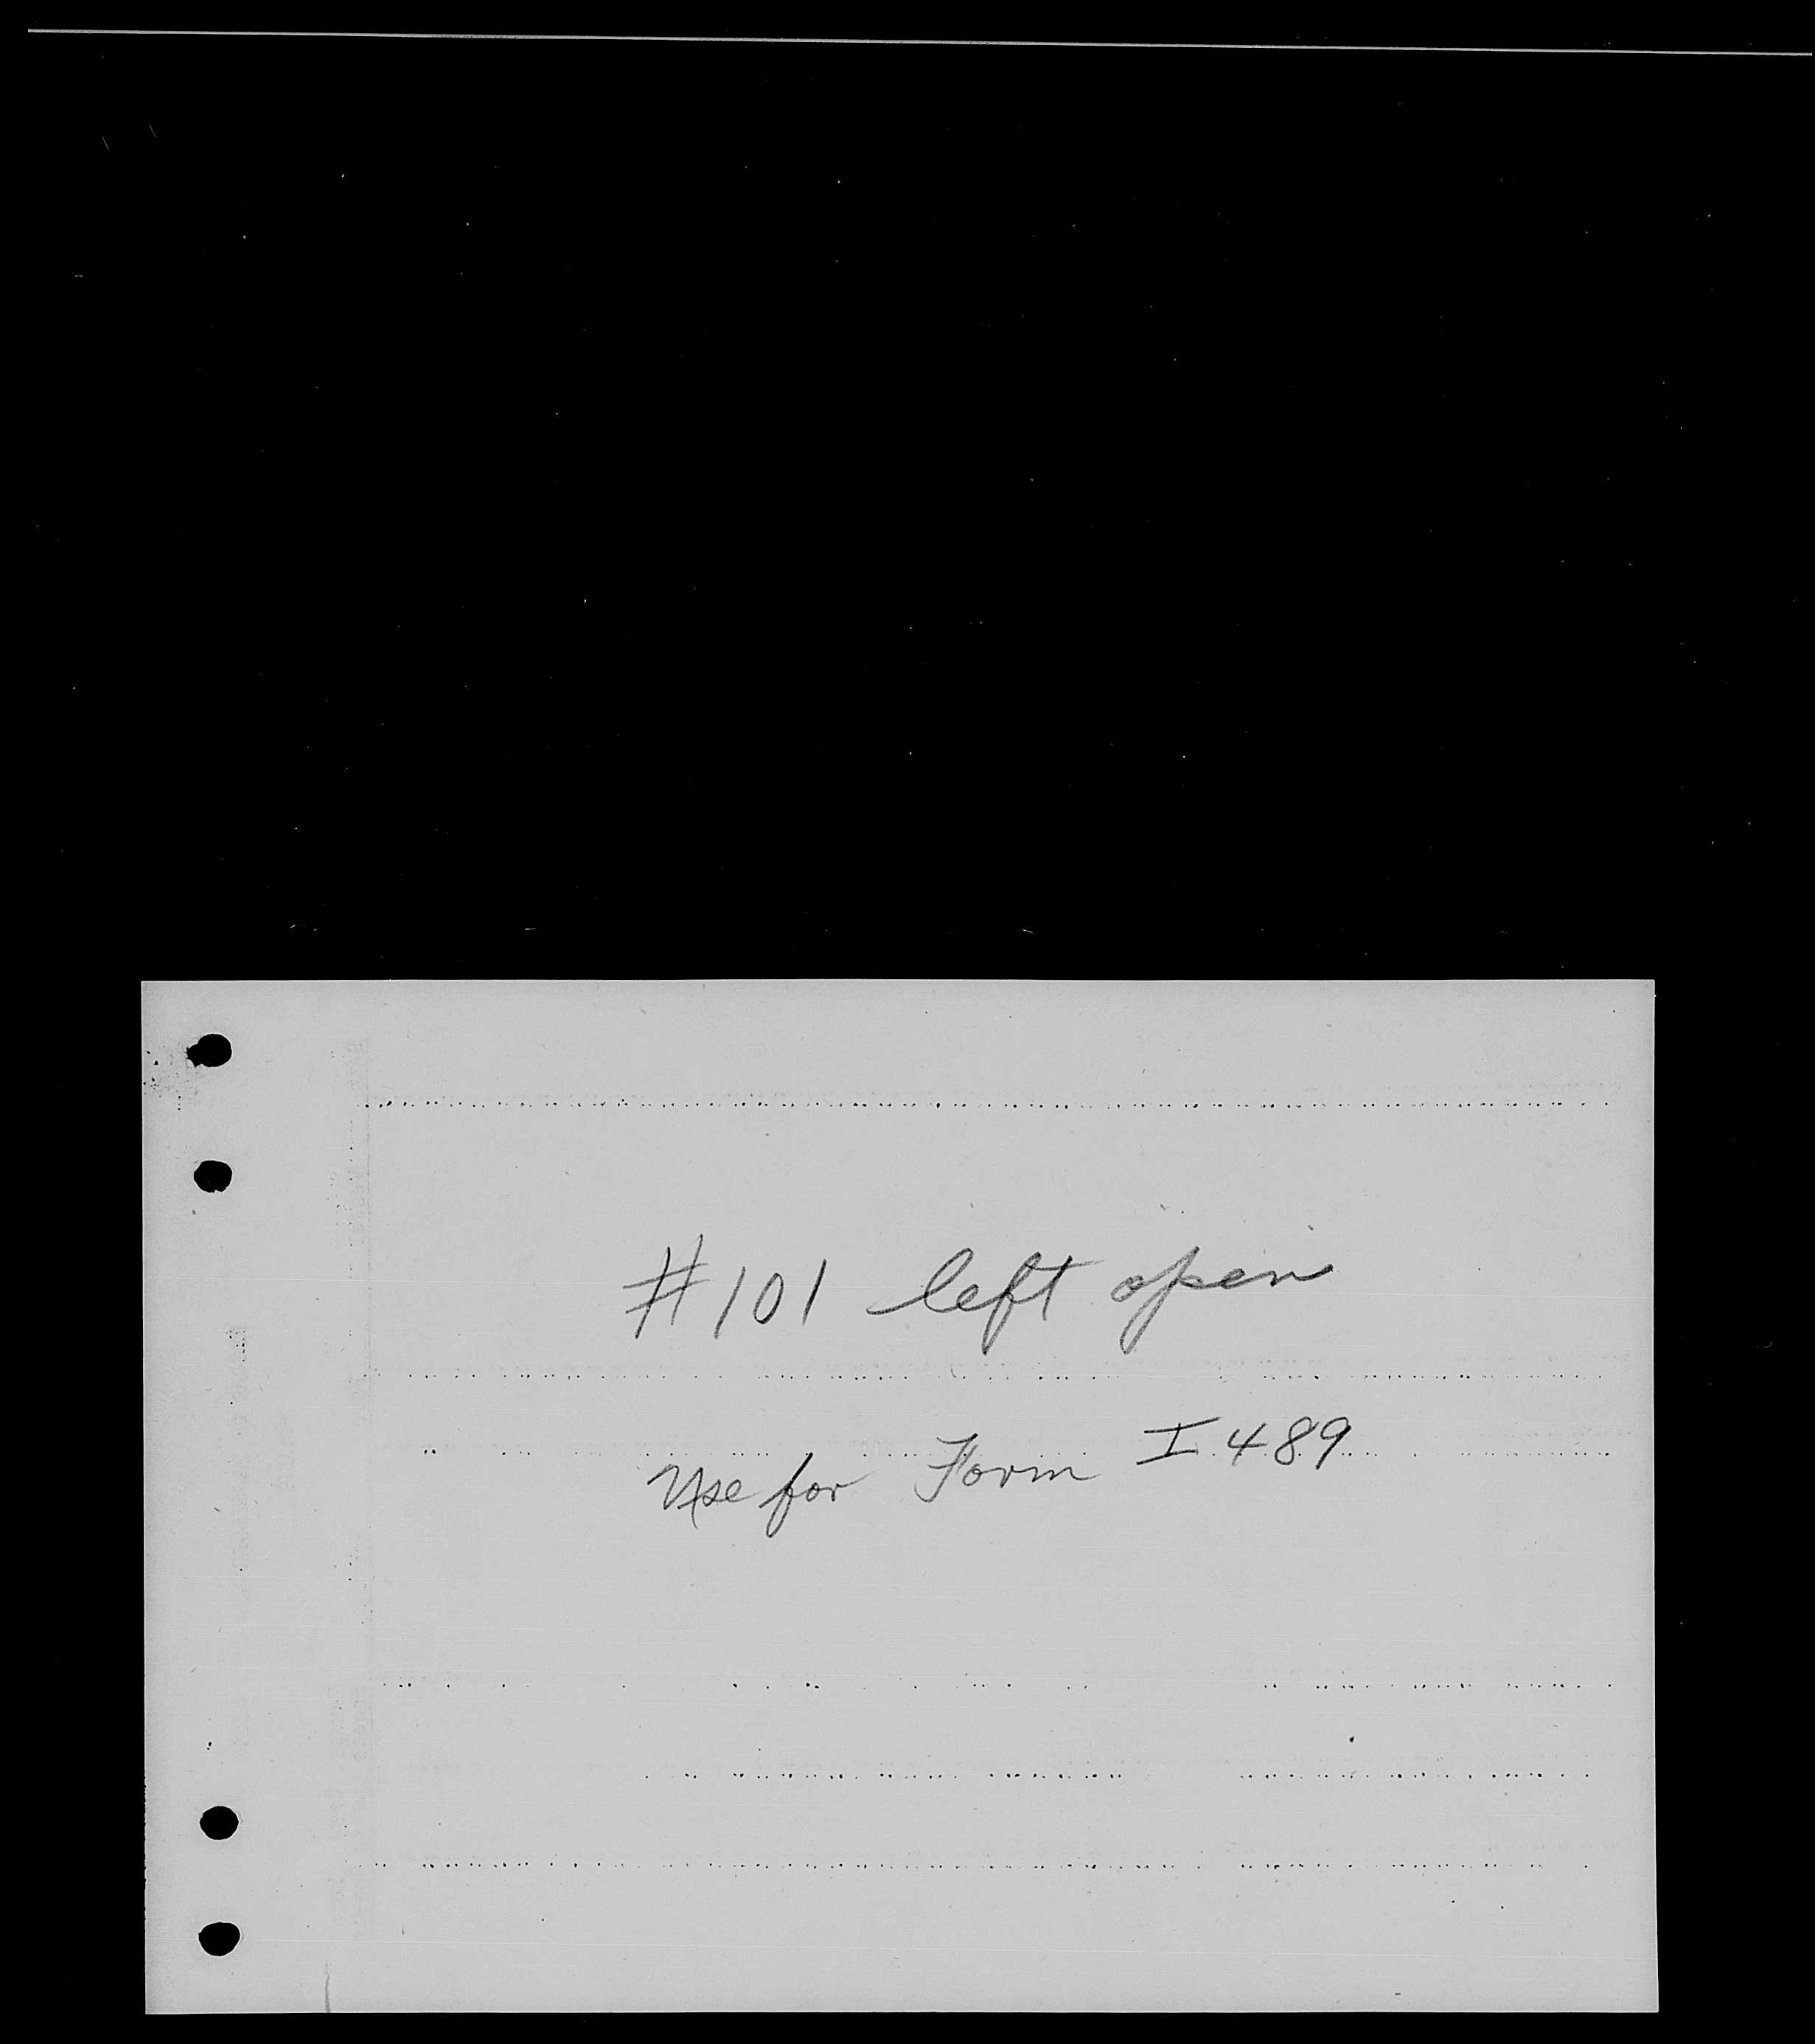 #101 left open
Use for Form I 489